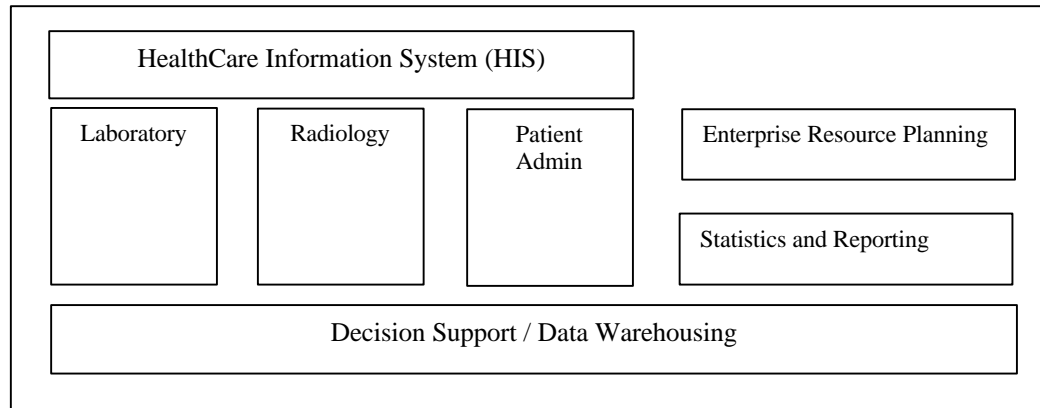 HealthCare Information System (HIS)
Laboratory
Radiology
Patient
Admin
Enterprise Resource Planning
Statistics and Reporting
Decision Support / Data Warehousing